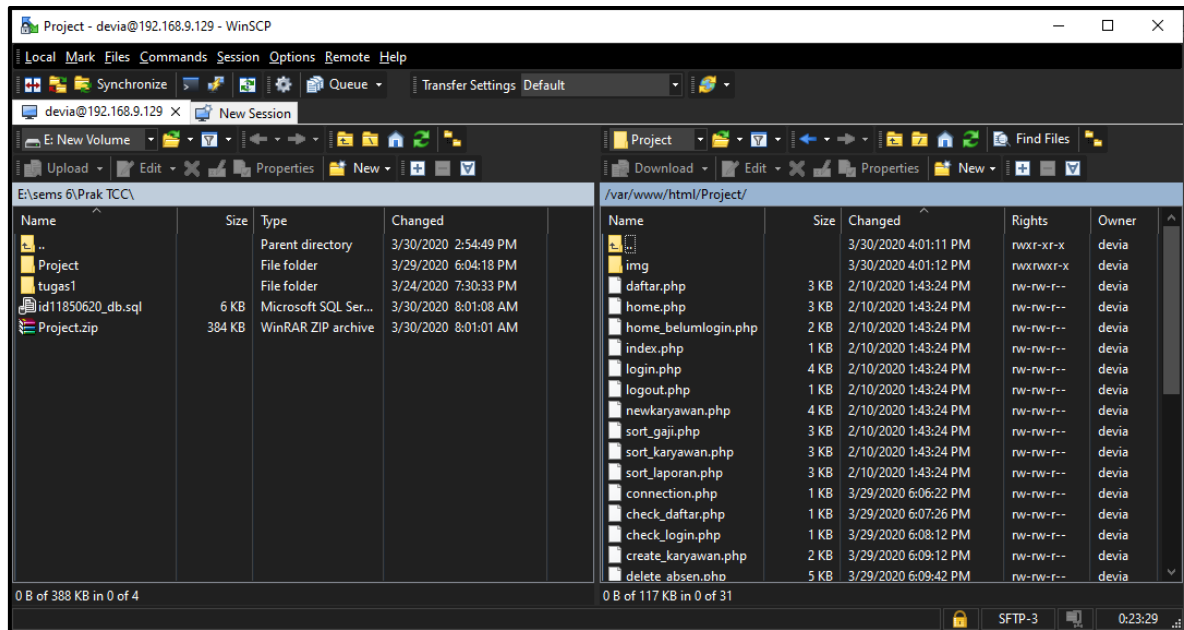 Project - devia@192.168.9.129 - WinSCP
Local Mark Files Commands Session Options Remote Help
Synchronize Queue Transfer Settings Default
devia@192.168.9.129 New Session
E: New Volume Project Find Files
Upload Edit Properties New Download Edit Properties New
E:\sems 6\Prak TCC\
Name Size Type Changed
.. Parent directory 3/30/2020 2:54:49 PM
Project File folder 3/29/2020 6:04:18 PM
tugas1 File folder 3/24/2020 7:30:33 PM
id11850620_db.sql 6 KB Microsoft SQL Ser... 3/30/2020 8:01:08 AM
Project.zip 384 KB WinRAR ZIP archive 3/30/2020 8:01:01 AM
0 B of 388 KB in 0 of 4
/var/www/html/Project/
Name Size Changed Rights Owner
.. 3/30/2020 4:01:11 PM rwxr-xr-x devia
img 3/30/2020 4:01:12 PM rwxrwxr-x devia
daftar.php 3 KB 2/10/2020 1:43:24 PM rw-rw-r-- devia
home.php 3 KB 2/10/2020 1:43:24 PM rw-rw-r-- devia
home_belumlogin.php 2 KB 2/10/2020 1:43:24 PM rw-rw-r-- devia
index.php 1 KB 2/10/2020 1:43:24 PM rw-rw-r-- devia
login.php 4 KB 2/10/2020 1:43:24 PM rw-rw-r-- devia
logout.php 1 KB 2/10/2020 1:43:24 PM rw-rw-r-- devia
newkaryawan.php 4 KB 2/10/2020 1:43:24 PM rw-rw-r-- devia
sort_gaji.php 3 KB 2/10/2020 1:43:24 PM rw-rw-r-- devia
sort_karyawan.php 3 KB 2/10/2020 1:43:24 PM rw-rw-r-- devia
sort_laporan.php 3 KB 2/10/2020 1:43:24 PM rw-rw-r-- devia
connection.php 1 KB 3/29/2020 6:06:22 PM rw-rw-r-- devia
check_daftar.php 1 KB 3/29/2020 6:07:26 PM rw-rw-r-- devia
check_login.php 1 KB 3/29/2020 6:08:12 PM rw-rw-r-- devia
create_karyawan.php 2 KB 3/29/2020 6:09:12 PM rw-rw-r-- devia
delete_absen.php 5 KB 3/29/2020 6:09:42 PM rw-rw-r-- devia
0 B of 117 KB in 0 of 31
SFTP-3 0:23:29